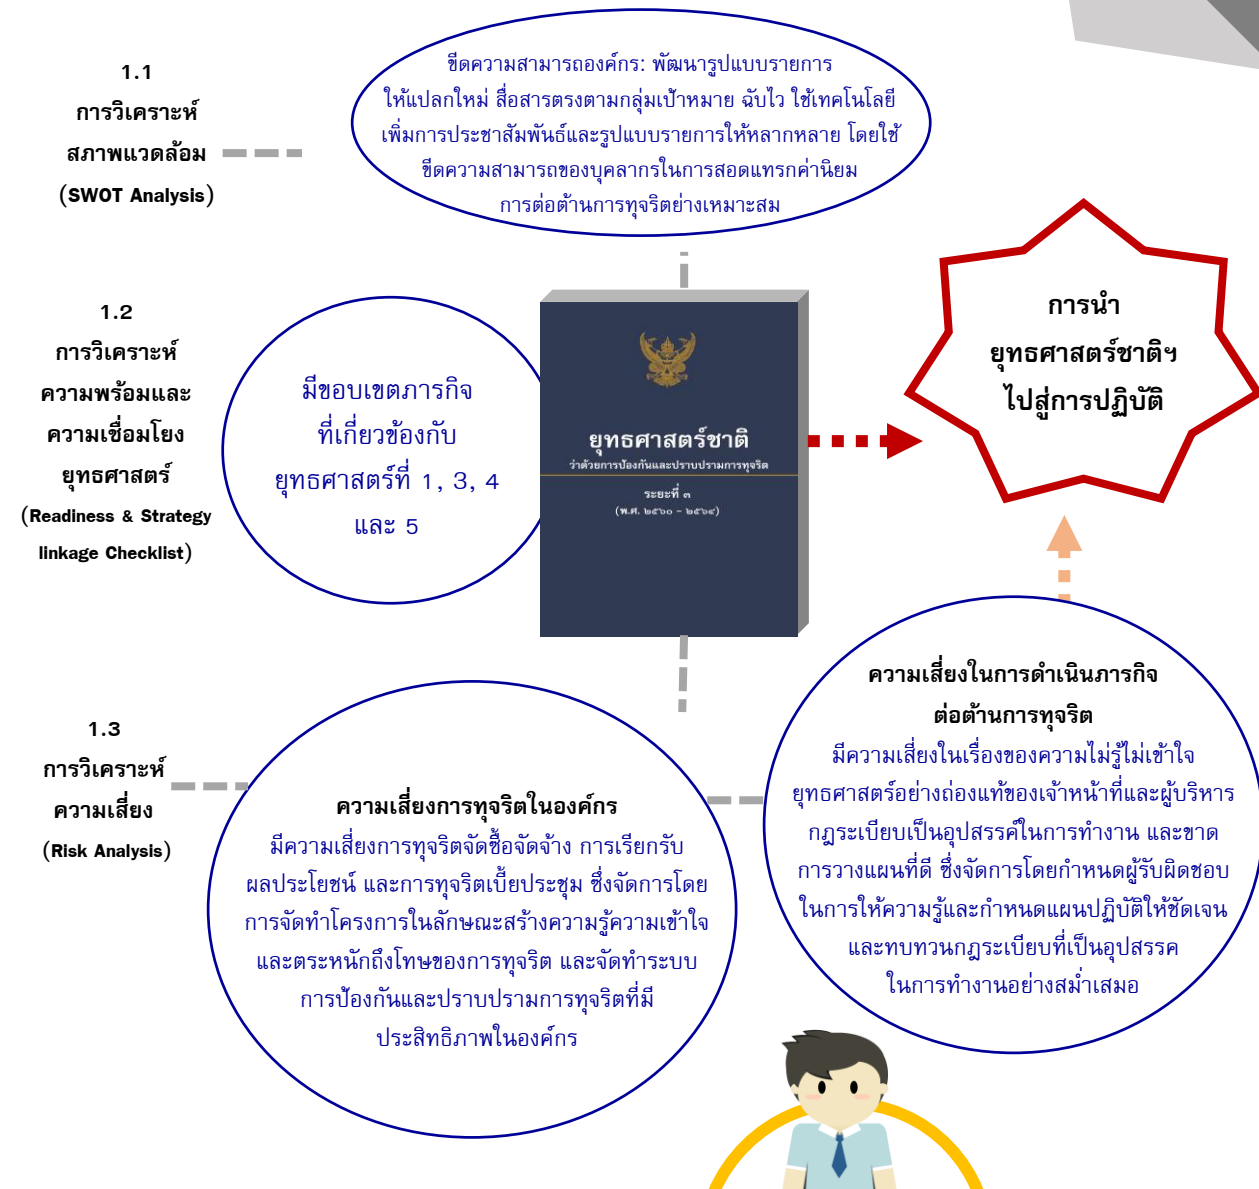 1.1
การวิเคราะห์
สภาพแวดล้อม
(SWOT Analysis)
ขีดความสามารถองค์กร: พัฒนารูปแบบรายการ
ให้แปลกใหม่ สื่อสารตรงตามกลุ่มเป้าหมาย ฉับไว ใช้เทคโนโลยี
เพิ่มการประชาสัมพันธ์และรูปแบบรายการให้หลากหลาย โดยใช้
ขีดความสามารถของบุคลากรในการสอดแทรกค่านิยม
การต่อต้านการทุจริตย่างเหมาะสม
1.2
การวิเคราะห์
ความพร้อมและ
ความเชื่อมโยง
ยุทธศาสตร์
(Readiness & Strategy
linkage Checklist)
มีขอบเขตภารกิจ
ที่เกี่ยวข้องกับ
ยุทธศาสตร์ที่ 1, 3, 4
และ 5
ยุทธศาสตร์ชาติ
ว่าด้วยการป้องกันและปราบปรามการทุจริต
ระยะที่ ๓
(พ.ศ. ๒๕๖๐ - ๒๕๖๔)
การนำ
ยุทธศาสตร์ชาติฯ
ไปสู่การปฏิบัติ
1.3
การวิเคราะห์
ความเสี่ยง
(Risk Analysis)
ความเสี่ยงการทุจริตในองค์กร
มีความเสี่ยงการทุจริตจัดซื้อจัดจ้าง การเรียกรับ
ผลประโยชน์ และการทุจริตเบี้ยประชุม ซึ่งจัดการโดย
การจัดทำโครงการในลักษณะสร้างความรู้ความเข้าใจ
และตระหนักถึงโทษของการทุจริต และจัดทำระบบ
การป้องกันและปราบปรามการทุจริตที่มี
ประสิทธิภาพในองค์กร
ความเสี่ยงในการดำเนินภารกิจ
ต่อต้านการทุจริต
มีความเสี่ยงในเรื่องของความไม่รู้ไม่เข้าใจ
ยุทธศาสตร์อย่างถ่องแท้ของเจ้าหน้าที่และผู้บริหาร
กฎระเบียบเป็นอุปสรรค์ในการทำงาน และขาด
การวางแผนที่ดี ซึ่งจัดการโดยกำหนดผู้รับผิดชอบ
ในการให้ความรู้และกำหนดแผนปฏิบัติให้ชัดเจน
และทบทวนกฎระเบียบที่เป็นอุปสรรค
ในการทำงานอย่างสม่ำเสมอ